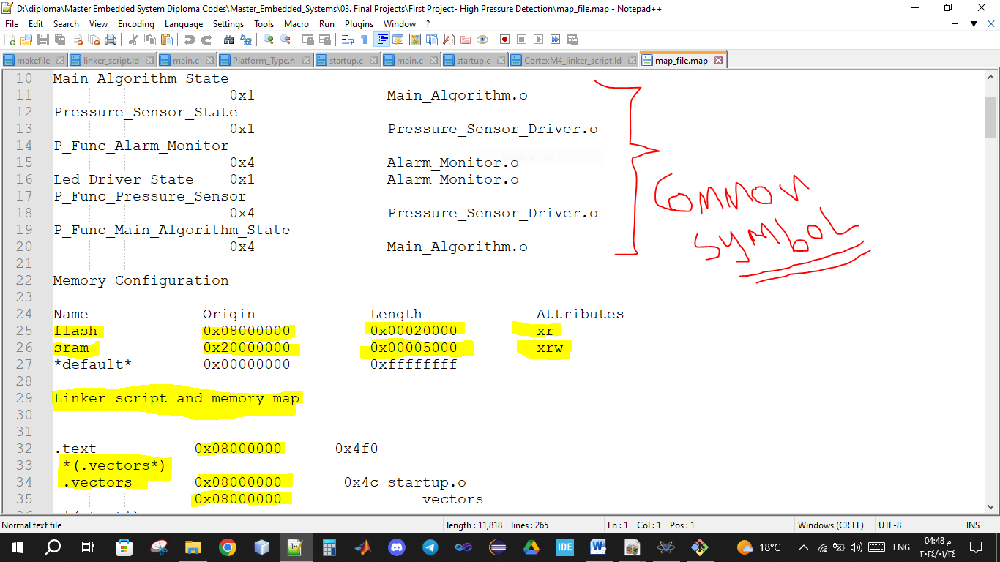 D:\diploma\Master Embedded System Diploma Codes\Master_Embedded_Systems\03. Final Projects\First Project- High Pressure Detection\map_file.map - Notepad++
File Edit Search View Encoding Language Settings Tools Macro Run Plugins Window ?
makefile linker_script.ld main.c Platform_Type.h startup.c main.c startup.c CortexM4_linker_script.ld map_file.map
10 Main_Algorithm_State
11 0x1 Main_Algorithm.o
12 Pressure_Sensor_State
13 0x1 Pressure_Sensor_Driver.o
14 P_Func_Alarm_Monitor
15 0x4 Alarm_Monitor.o
16 Led_Driver_State 0x1 Alarm_Monitor.o
17 P_Func_Pressure_Sensor
18 0x4 Pressure_Sensor_Driver.o
19 P_Func_Main_Algorithm_State
20 0x4 Main_Algorithm.o
Common
symbol
21
22 Memory Configuration
23
24 Name Origin Length Attributes
25 flash 0x08000000 0x00020000 xr
26 sram 0x20000000 0x00005000 xrw
27 *default* 0x00000000 0xffffffff
28
29 Linker script and memory map
30
31
32 .text 0x08000000 0x4f0
33 *(.vectors*)
34 .vectors 0x08000000 0x4c startup.o
35 0x08000000 vectors
Normal text file length : 11,818 lines : 265 Ln : 1 Col : 1 Pos : 1 Windows (CR LF) UTF-8 INS
IDE 18°C ENG 04:48 م
٢٠٢٤/٠١/٢٤